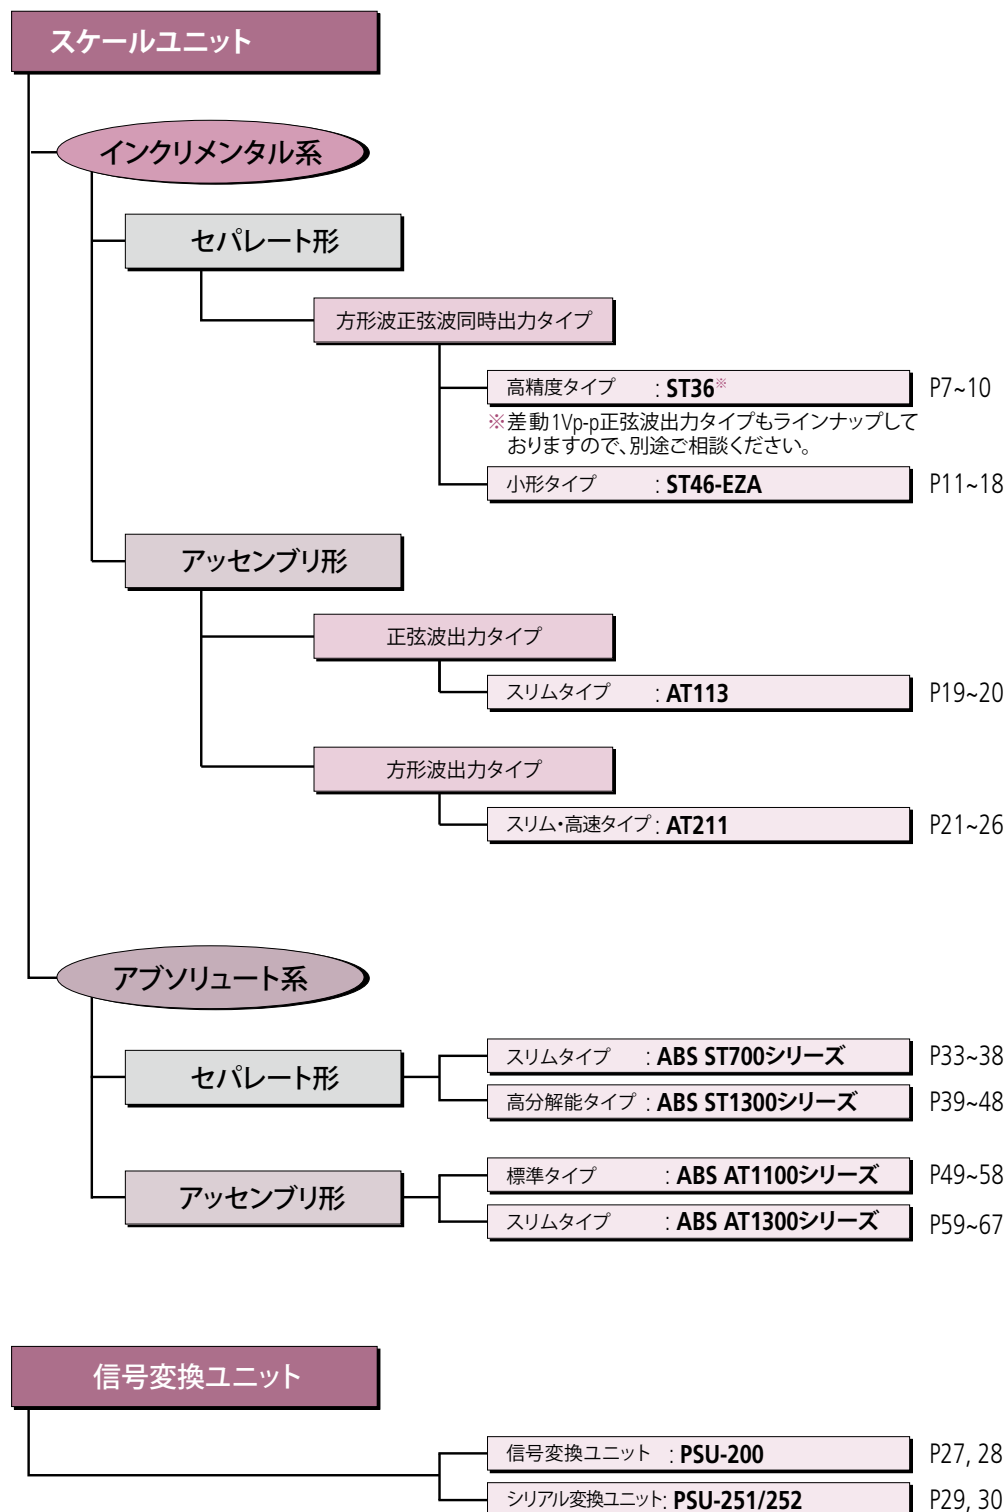 スケールユニット
インクリメンタル系
セパレート形
方形波正弦波同時出力タイプ
高精度タイプ : ST36※ P7~10
※差動1Vp-p正弦波出力タイプもラインナップして
おりますので、別途ご相談ください。
小形タイプ : ST46-EZA P11~18
アッセンブリ形
正弦波出力タイプ
スリムタイプ : AT113 P19~20
方形波出力タイプ
スリム・高速タイプ : AT211 P21~26
アブソリュート系
セパレート形
スリムタイプ : ABS ST700シリーズ P33~38
高分解能タイプ : ABS ST1300シリーズ P39~48
アッセンブリ形
標準タイプ : ABS AT1100シリーズ P49~58
スリムタイプ : ABS AT1300シリーズ P59~67
信号変換ユニット
信号変換ユニット : PSU-200 P27, 28
シリアル変換ユニット: PSU-251/252 P29, 30